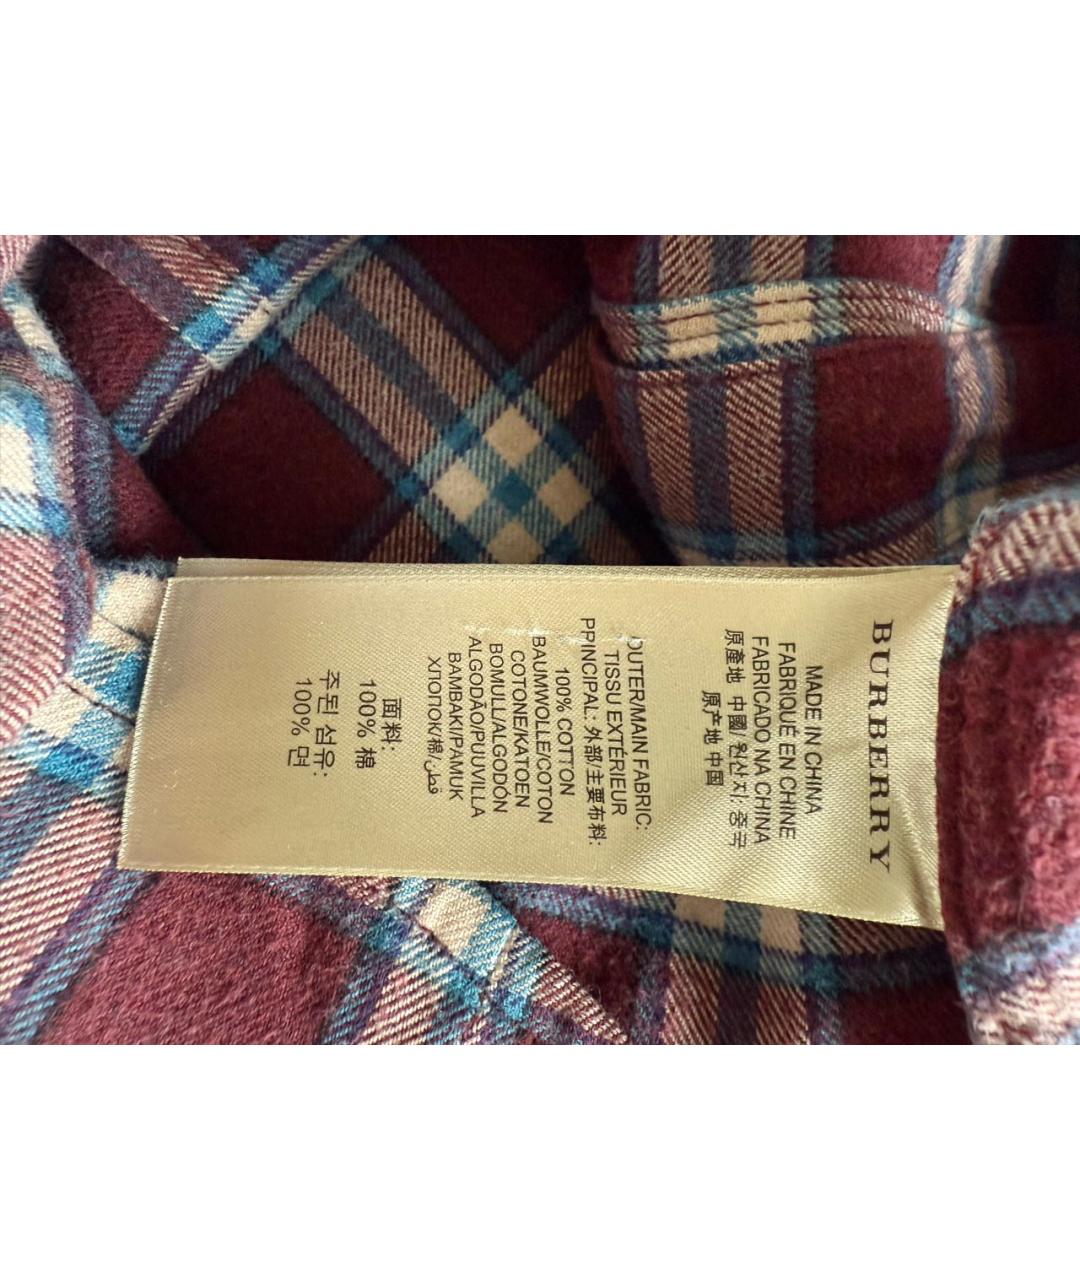 BURBERRY
MADE IN CHINA
FABRIQUÉ EN CHINE
FABRICADO NA CHINA
原產地 中國/ 원산지: 중국
原产地 中国
OUTER/MAIN FABRIC:
TISSU EXTÉRIEUR
PRINCIPAL: 外部/主要布料:
100% COTTON
BAUMWOLLE/COTON
COTONE/KATOEN
BOMULL/ALGODÓN
ALGODÃO/PUUVILLA
BAMBAKI/PAMUK
ΧΛΟΠΟΚ/棉/قطن
面料:
100% 棉
주된 섬유:
100% 면